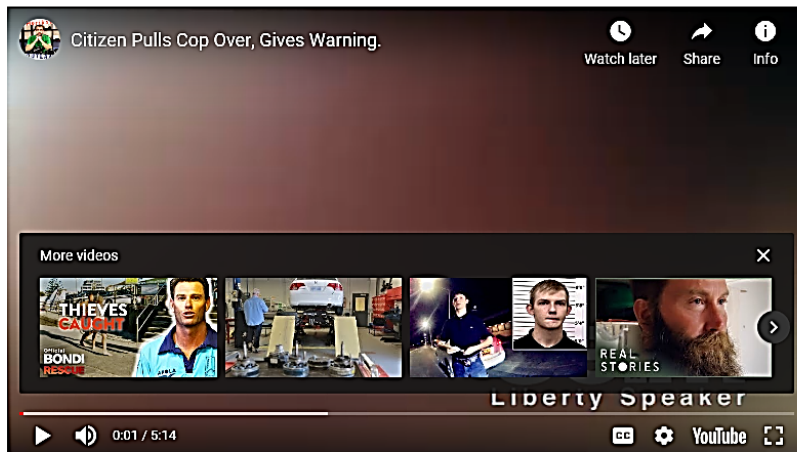 Citizen Pulls Cop Over, Gives Warning.
Watch later
Share
Info
More videos
THIEVES
CAUGHT
Official
BONDI
RESCUE
REAL
STORIES
Liberty Speaker
0:01 / 5:14
CC
YouTube